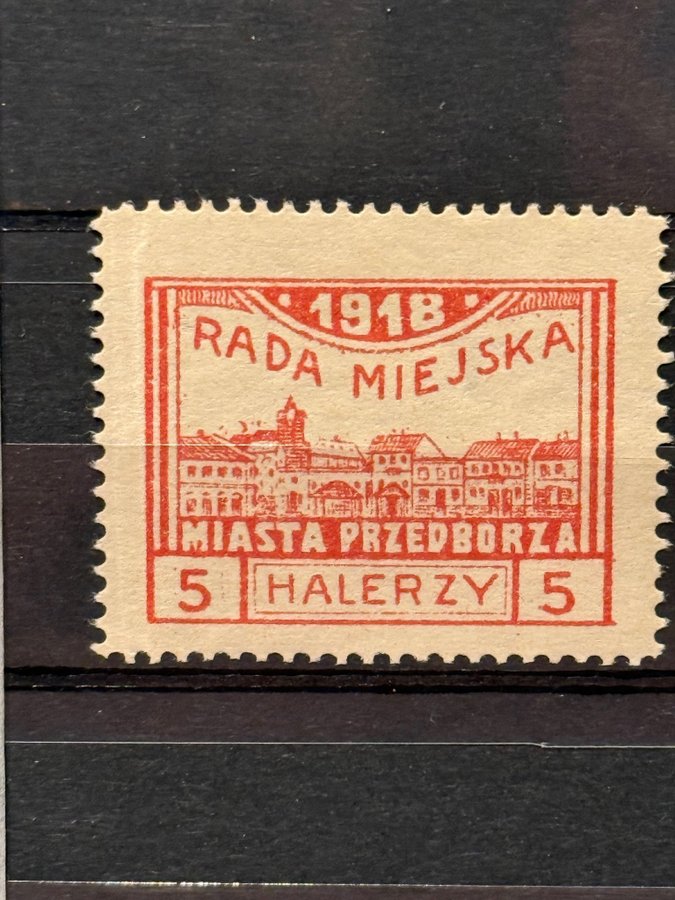 · 1918 ·
RADA MIEJSKA
MIASTA PRZEDBORZA
5 HALERZY 5